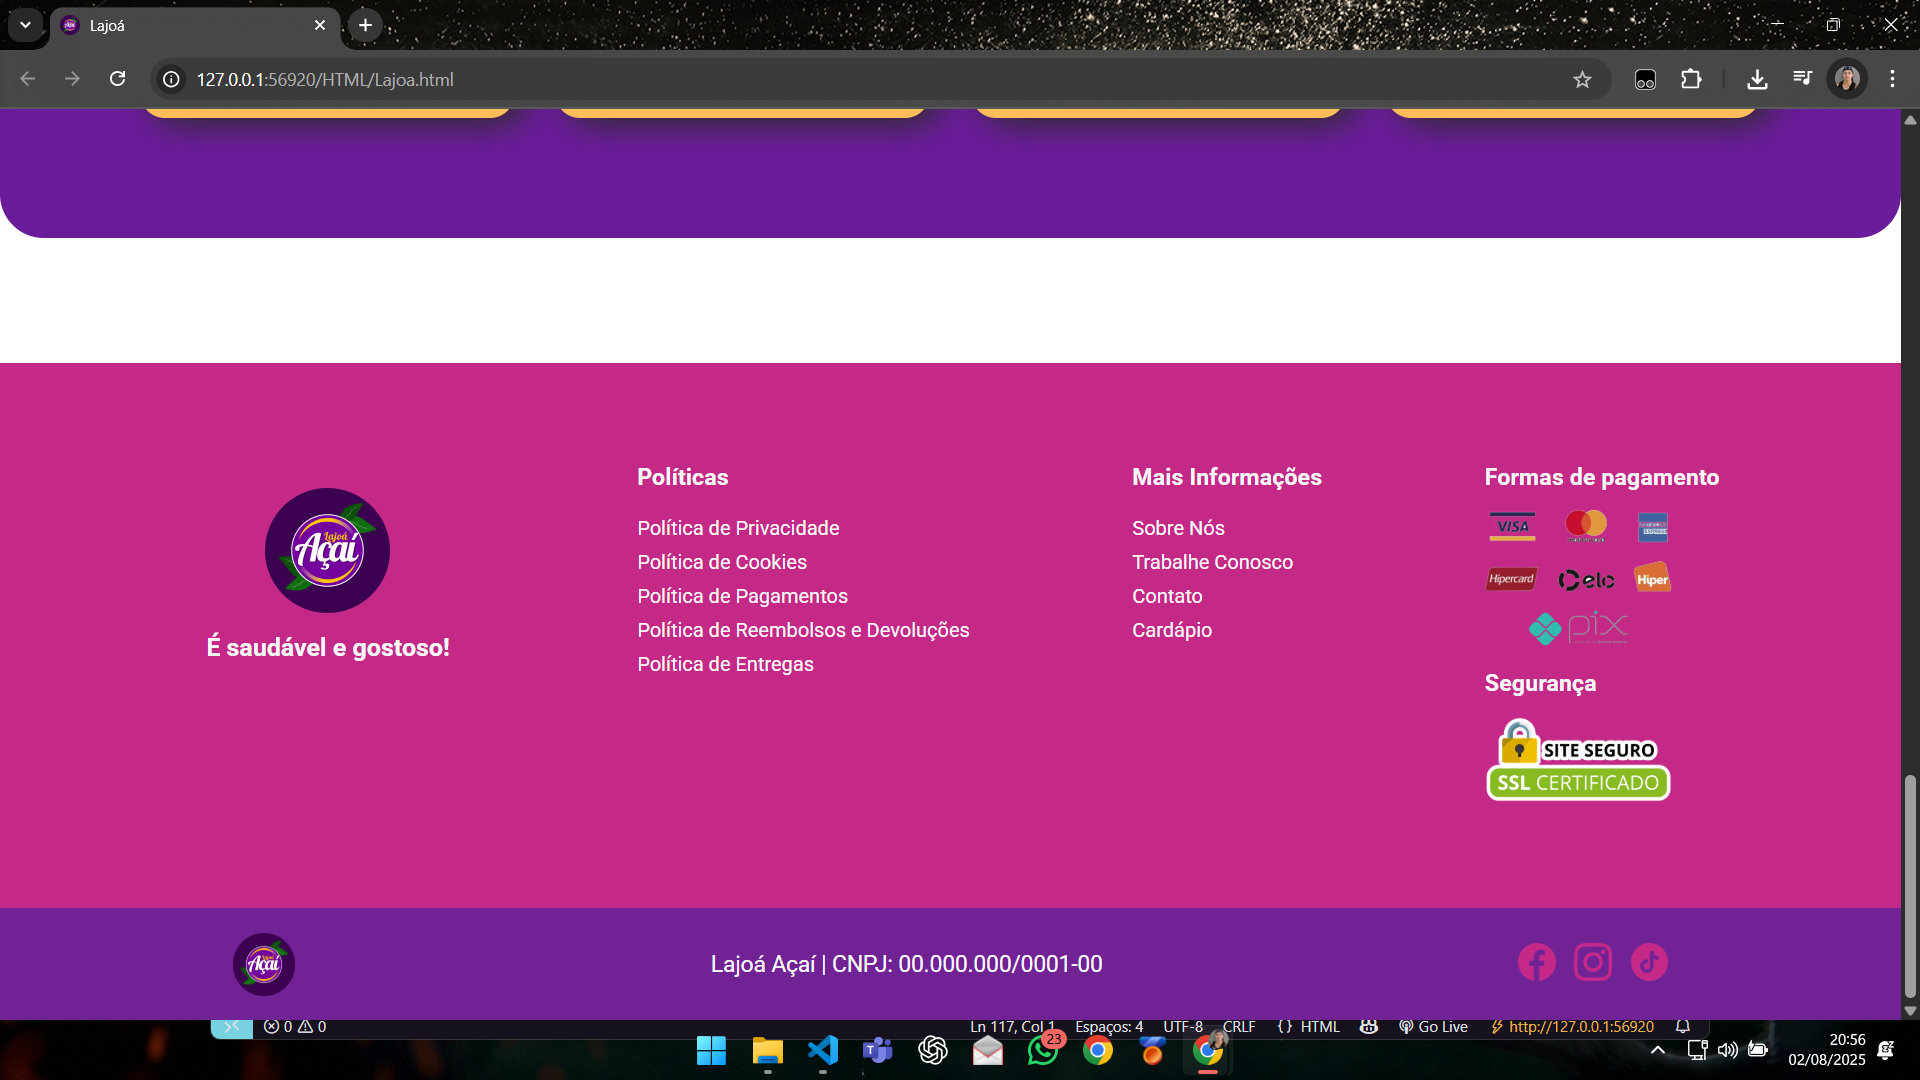 Lajoá
127.0.0.1:56920/HTML/Lajoa.html
Lajoá
Açaí
É saudável e gostoso!
Políticas
Política de Privacidade
Política de Cookies
Política de Pagamentos
Política de Reembolsos e Devoluções
Política de Entregas
Mais Informações
Sobre Nós
Trabalhe Conosco
Contato
Cardápio
Formas de pagamento
VISA
EXPRESS
Hipercard
elo
Hiper
pix
Segurança
SITE SEGURO
SSL CERTIFICADO
Açaí
Lajoá Açaí | CNPJ: 00.000.000/0001-00
0 0
Ln 117, Col 1 Espaços: 4 UTF-8 CRLF {} HTML Go Live http://127.0.0.1:56920
23
20:56
02/08/2025